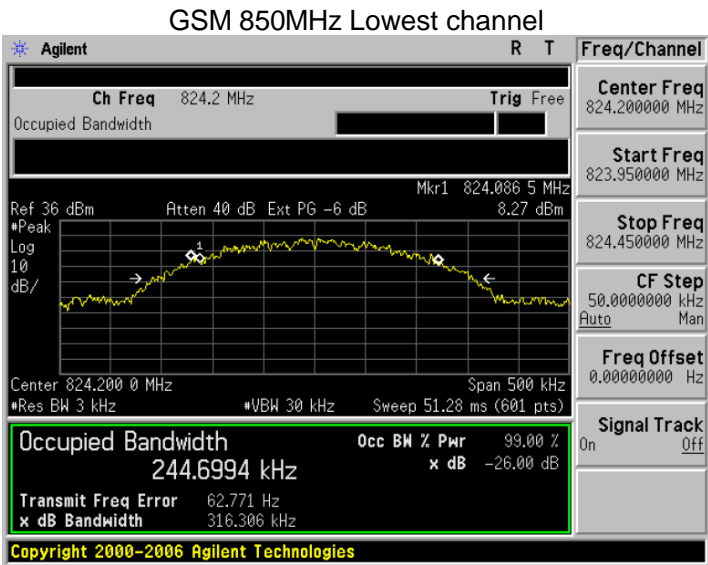 GSM 850MHz Lowest channel
Agilent R T
Ch Freq 824.2 MHz Trig Free
Occupied Bandwidth
Mkr1 824.086 5 MHz
Ref 36 dBm Atten 40 dB Ext PG -6 dB 8.27 dBm
#Peak
Log
10
dB/
1
Center 824.200 0 MHz Span 500 kHz
#Res BW 3 kHz #VBW 30 kHz Sweep 51.28 ms (601 pts)
Occupied Bandwidth Occ BW % Pwr 99.00 %
244.6994 kHz x dB -26.00 dB
Transmit Freq Error 62.771 Hz
x dB Bandwidth 316.306 kHz
Copyright 2000-2006 Agilent Technologies
Freq/Channel
Center Freq
824.200000 MHz
Start Freq
823.950000 MHz
Stop Freq
824.450000 MHz
CF Step
50.0000000 kHz
Auto Man
Freq Offset
0.00000000 Hz
Signal Track
On Off